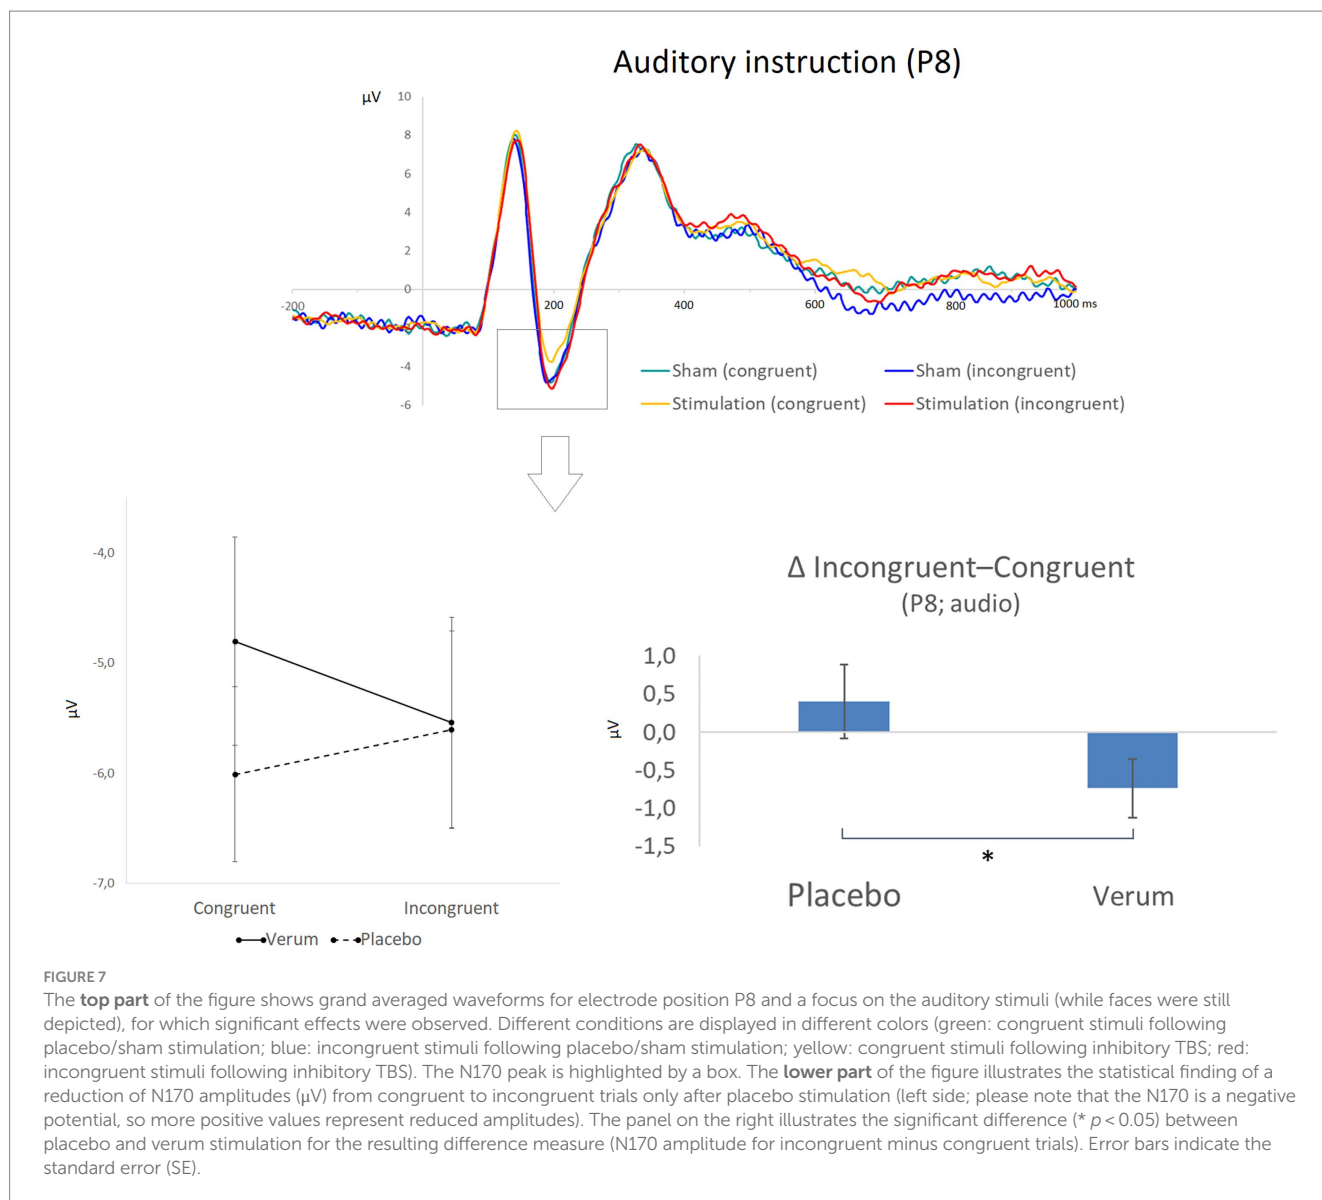 Auditory instruction (P8)
µV
10
8
6
4
2
0
-4
-6
-200
200
400
600
800
1000 ms
Sham (congruent)
Sham (incongruent)
Stimulation (congruent)
Stimulation (incongruent)
-4,0
-5,0
-6,0
-7,0
µV
Congruent
Incongruent
Verum
Placebo
Δ Incongruent–Congruent
(P8; audio)
1,0
0,5
0,0
-0,5
-1,0
-1,5
µV
*
Placebo
Verum
FIGURE 7
The top part of the figure shows grand averaged waveforms for electrode position P8 and a focus on the auditory stimuli (while faces were still
depicted), for which significant effects were observed. Different conditions are displayed in different colors (green: congruent stimuli following
placebo/sham stimulation; blue: incongruent stimuli following placebo/sham stimulation; yellow: congruent stimuli following inhibitory TBS; red:
incongruent stimuli following inhibitory TBS). The N170 peak is highlighted by a box. The lower part of the figure illustrates the statistical finding of a
reduction of N170 amplitudes (μV) from congruent to incongruent trials only after placebo stimulation (left side; please note that the N170 is a negative
potential, so more positive values represent reduced amplitudes). The panel on the right illustrates the significant difference (* p < 0.05) between
placebo and verum stimulation for the resulting difference measure (N170 amplitude for incongruent minus congruent trials). Error bars indicate the
standard error (SE).